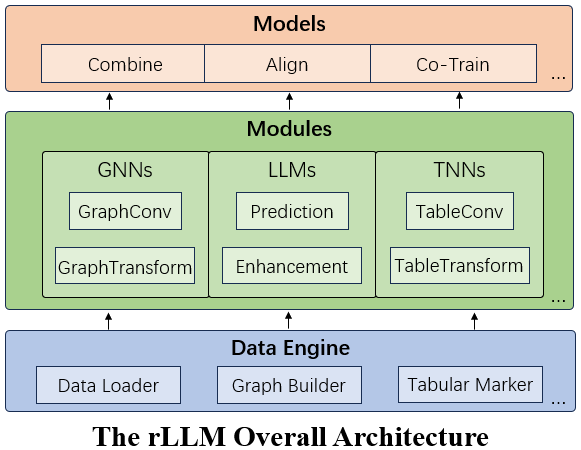 Models
Combine Align Co-Train
...
Modules
GNNs LLMs TNNs
GraphConv Prediction TableConv
GraphTransform Enhancement TableTransform
...
Data Engine
Data Loader Graph Builder Tabular Marker
...
The rLLM Overall Architecture